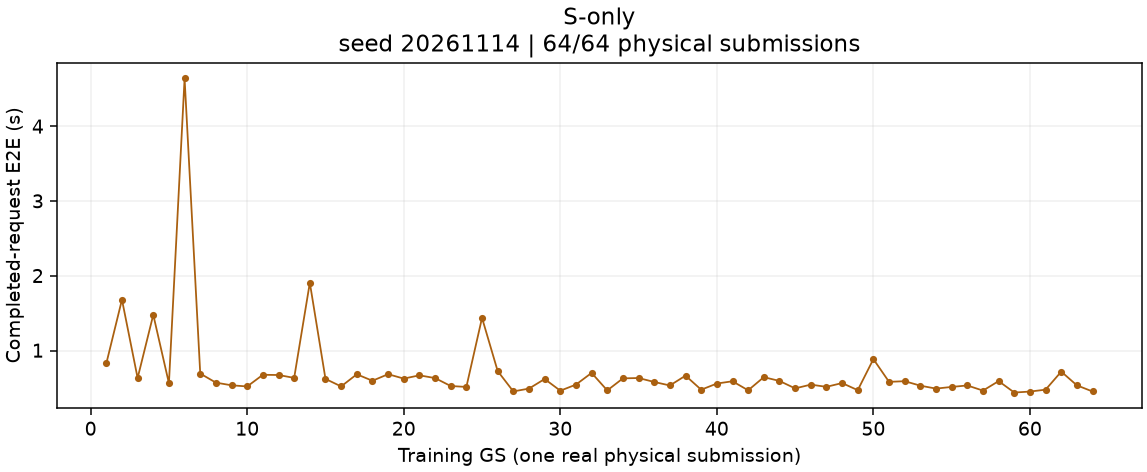 S-only
seed 20261114 | 64/64 physical submissions
Completed-request E2E (s)
4
3
2
1
0 10 20 30 40 50 60
Training GS (one real physical submission)